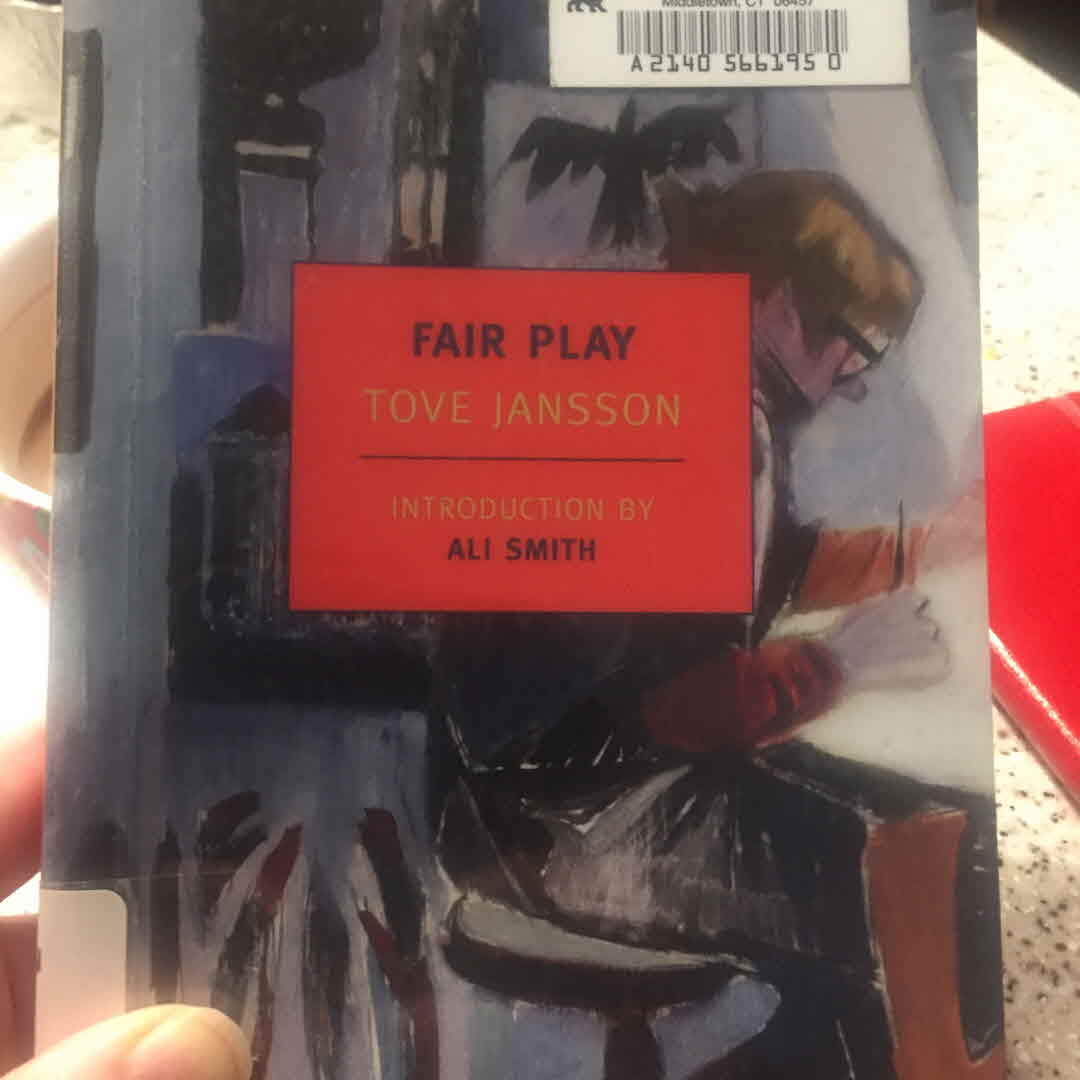 Middletown, CT 06457
A 2140 566195 0
FAIR PLAY
TOVE JANSSON
INTRODUCTION BY
ALI SMITH